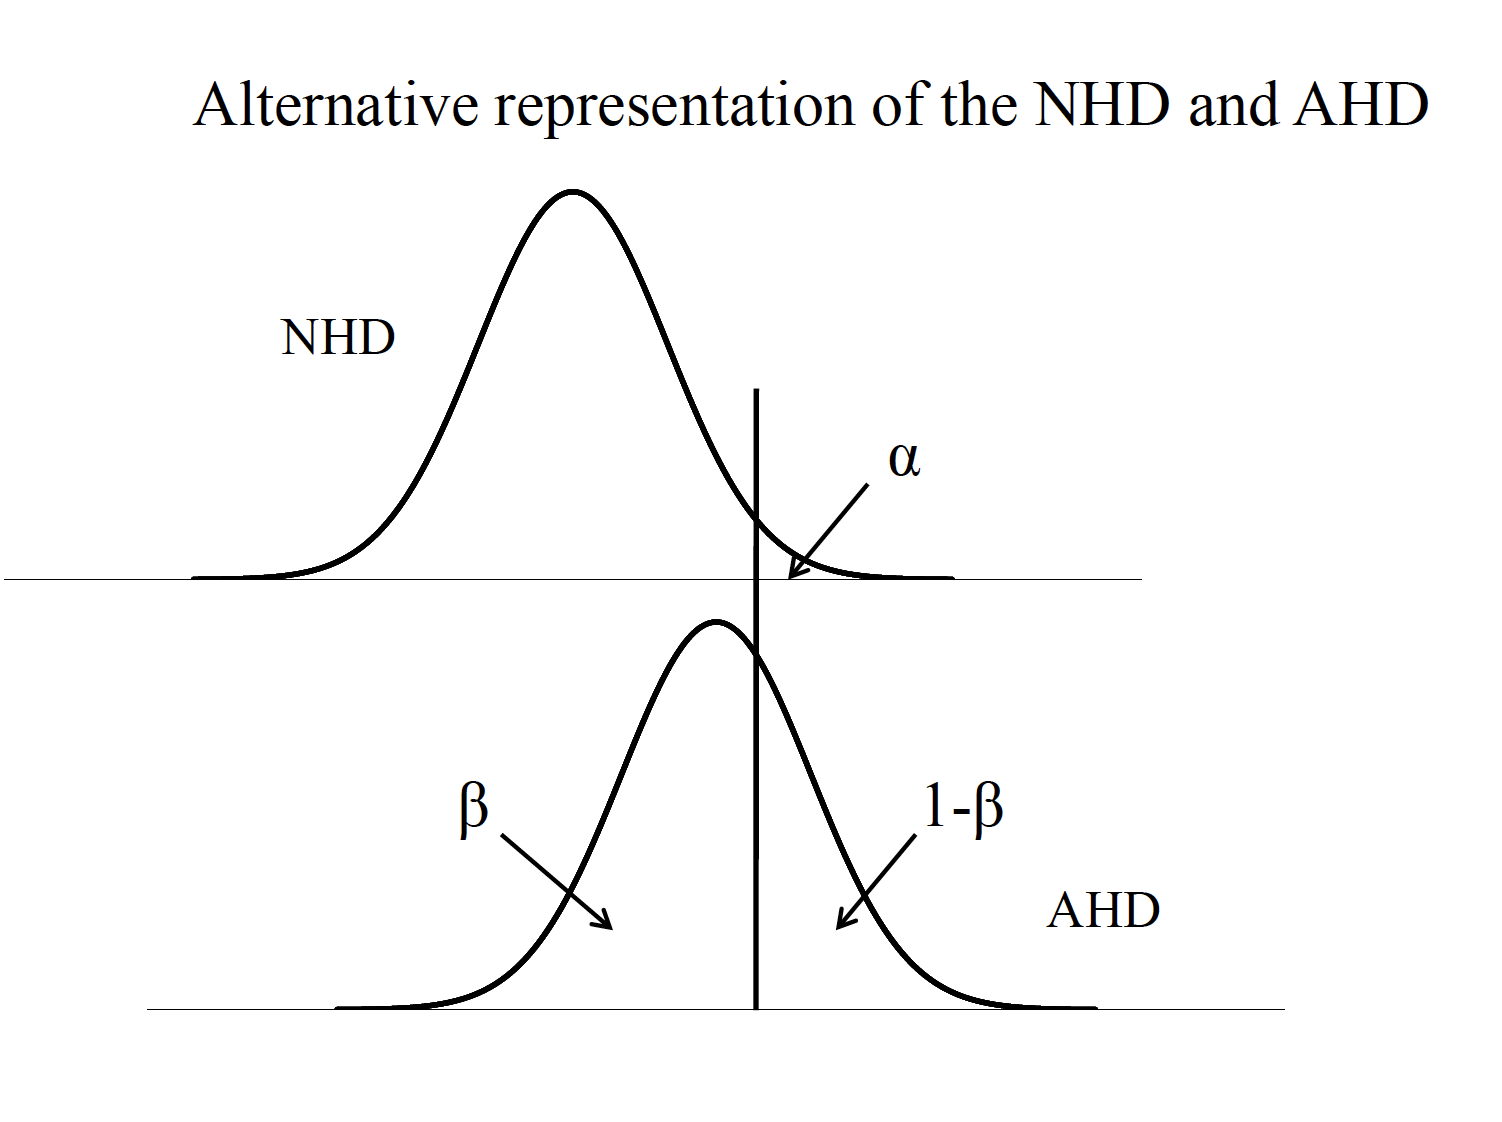 Alternative representation of the NHD and AHD
NHD
α
β
1-β
AHD